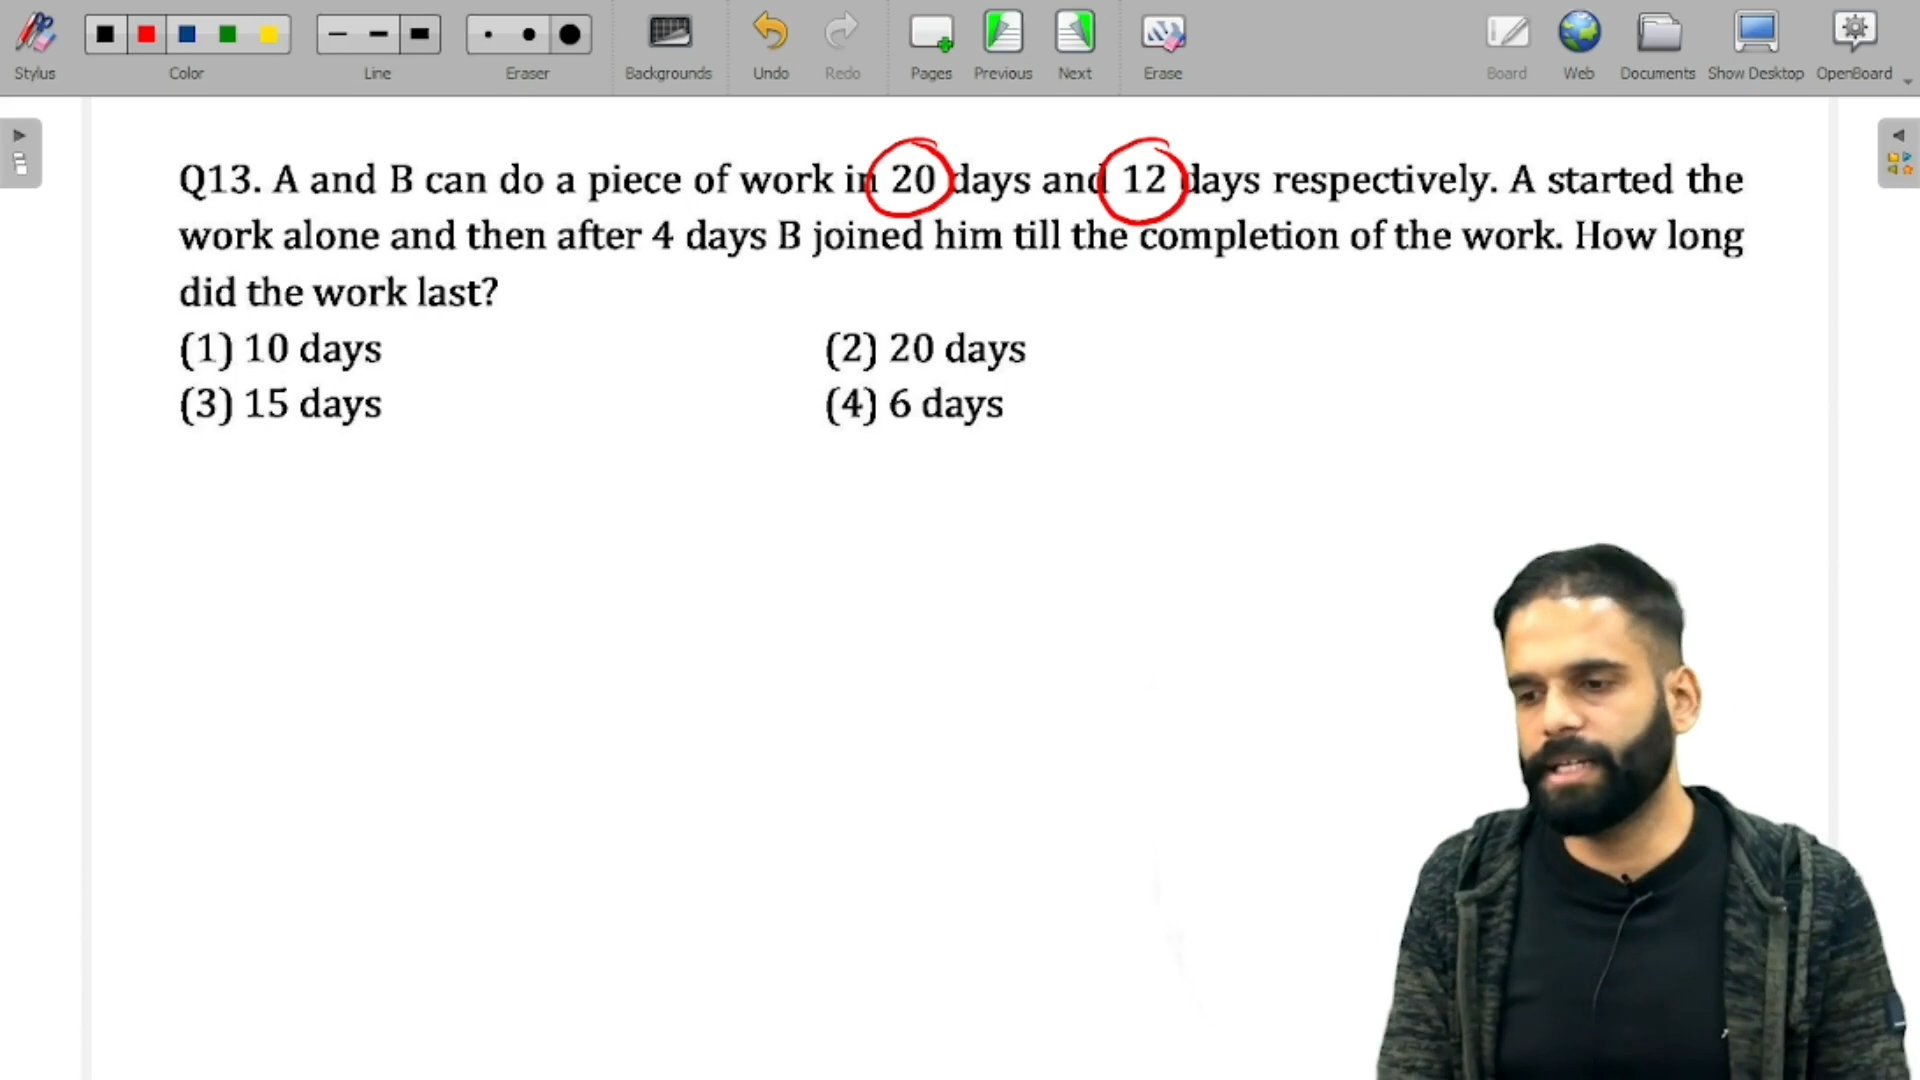 Stylus
Color
Line
Eraser
Backgrounds
Undo
Redo
Pages
Previous
Next
Erase
Board
Web
Documents
Show Desktop
OpenBoard
Q13. A and B can do a piece of work in 20 days and 12 days respectively. A started the
work alone and then after 4 days B joined him till the completion of the work. How long
did the work last?
(1) 10 days
(2) 20 days
(3) 15 days
(4) 6 days